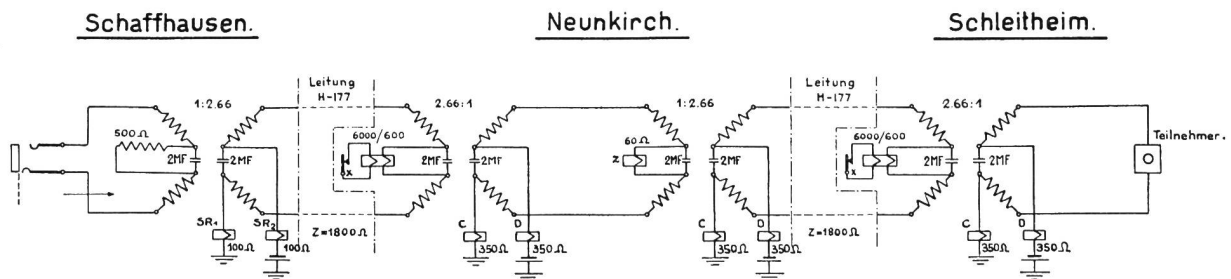 Schaffhausen.
Neunkirch.
Schleitheim.
Leitung
H-177
Leitung
H-177
1:2.66
2.66:1
1:2.66
2.66:1
500Ω
6000/600
60Ω
6000/600
Teilnehmer.
2MF
2MF
x
2MF
2MF
Z
2MF
2MF
x
2MF
2MF
SR1
SR2
C
D
C
D
C
D
Z=1800Ω
Z=1800Ω
100Ω
100Ω
350Ω
350Ω
350Ω
350Ω
350Ω
350Ω